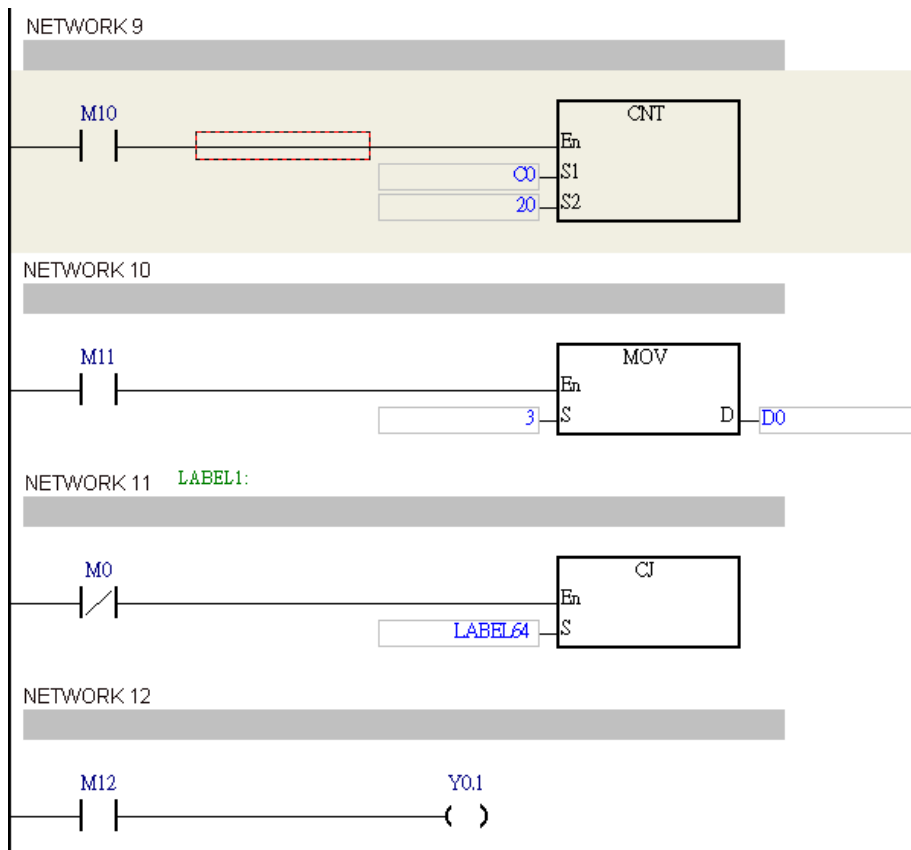 NETWORK 9
M10
CNT
En
C0 S1
20 S2
NETWORK 10
M11
MOV
En
3 S D D0
NETWORK 11 LABEL1:
M0
CJ
En
LABEL64 S
NETWORK 12
M12 Y0.1